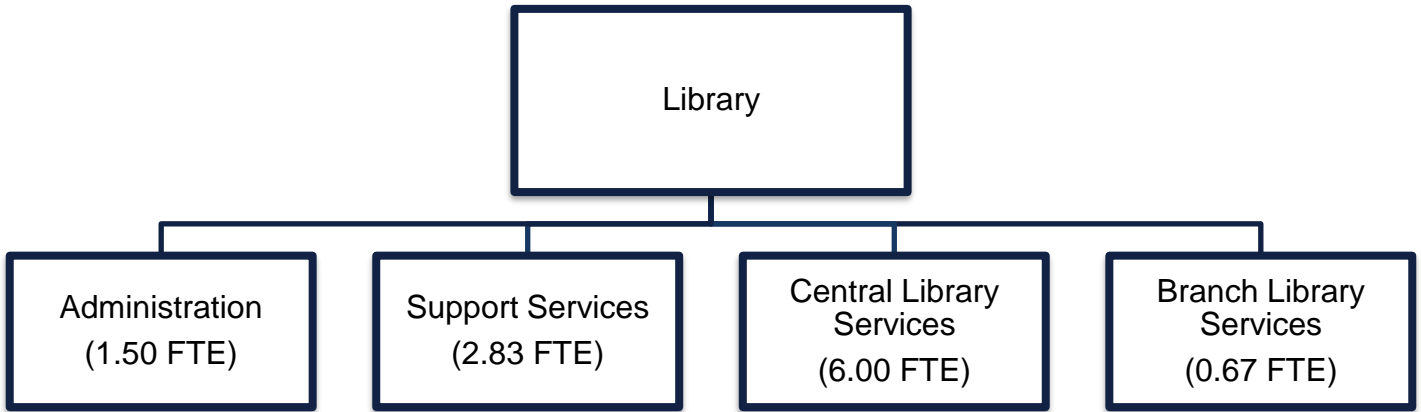 Library
Administration
(1.50 FTE)
Support Services
(2.83 FTE)
Central Library
Services
(6.00 FTE)
Branch Library
Services
(0.67 FTE)